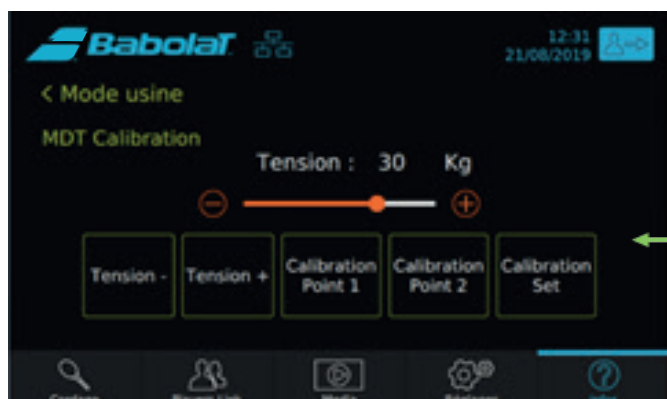 BabolaT
12:31
21/08/2019
< Mode usine
MDT Calibration
Tension : 30 Kg
Tension -
Tension +
Calibration
Point 1
Calibration
Point 2
Calibration
Set